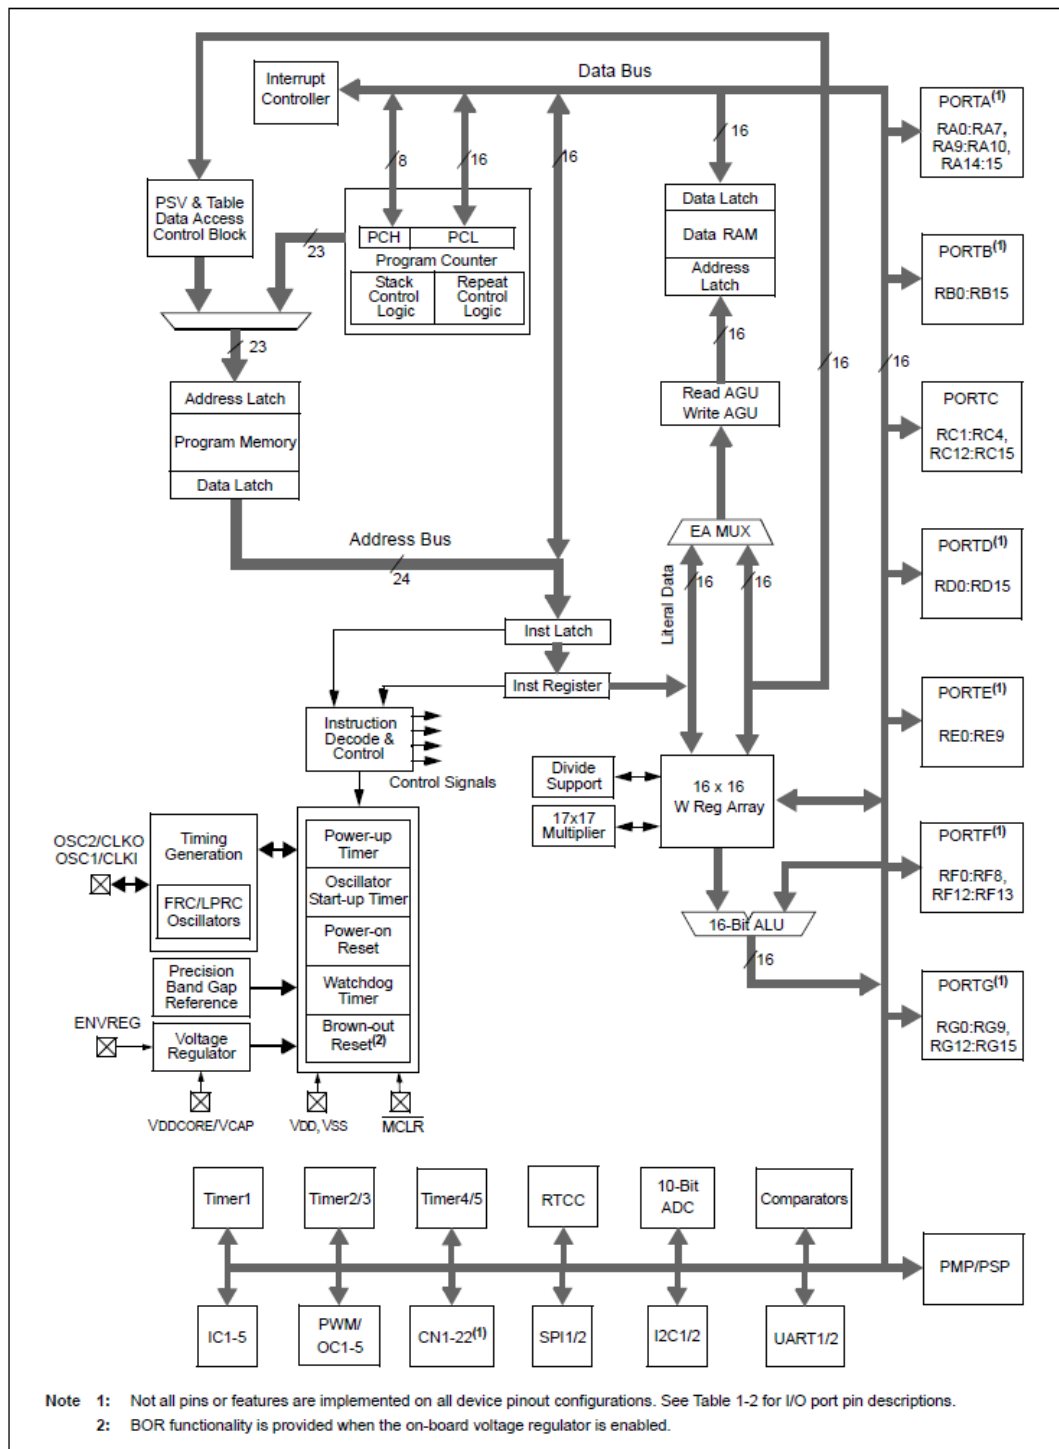 Data Bus
Interrupt
Controller
8
16
16
16
PORTA(1)
RA0:RA7,
RA9:RA10,
RA14:15
PSV & Table
Data Access
Control Block
23
PCH
PCL
Program Counter
Stack
Control
Logic
Repeat
Control
Logic
Data Latch
Data RAM
Address
Latch
PORTB(1)
RB0:RB15
23
16
16
16
Address Latch
Program Memory
Data Latch
Read AGU
Write AGU
PORTC
RC1:RC4,
RC12:RC15
Address Bus
24
EA MUX
Literal Data
16
16
PORTD(1)
RD0:RD15
Inst Latch
Inst Register
PORTE(1)
RE0:RE9
Instruction
Decode &
Control
Control Signals
Divide
Support
17x17
Multiplier
16 x 16
W Reg Array
OSC2/CLKO
OSC1/CLKI
Timing
Generation
FRC/LPRC
Oscillators
Power-up
Timer
Oscillator
Start-up Timer
Power-on
Reset
Watchdog
Timer
Brown-out
Reset(2)
PORTF(1)
RF0:RF8,
RF12:RF13
16-Bit ALU
16
Precision
Band Gap
Reference
PORTG(1)
RG0:RG9,
RG12:RG15
ENVREG
Voltage
Regulator
VDDCORE/VCAP
VDD, VSS
MCLR
Timer1
Timer2/3
Timer4/5
RTCC
10-Bit
ADC
Comparators
PMP/PSP
IC1-5
PWM/
OC1-5
CN1-22(1)
SPI1/2
I2C1/2
UART1/2
Note 1: Not all pins or features are implemented on all device pinout configurations. See Table 1-2 for I/O port pin descriptions.
2: BOR functionality is provided when the on-board voltage regulator is enabled.